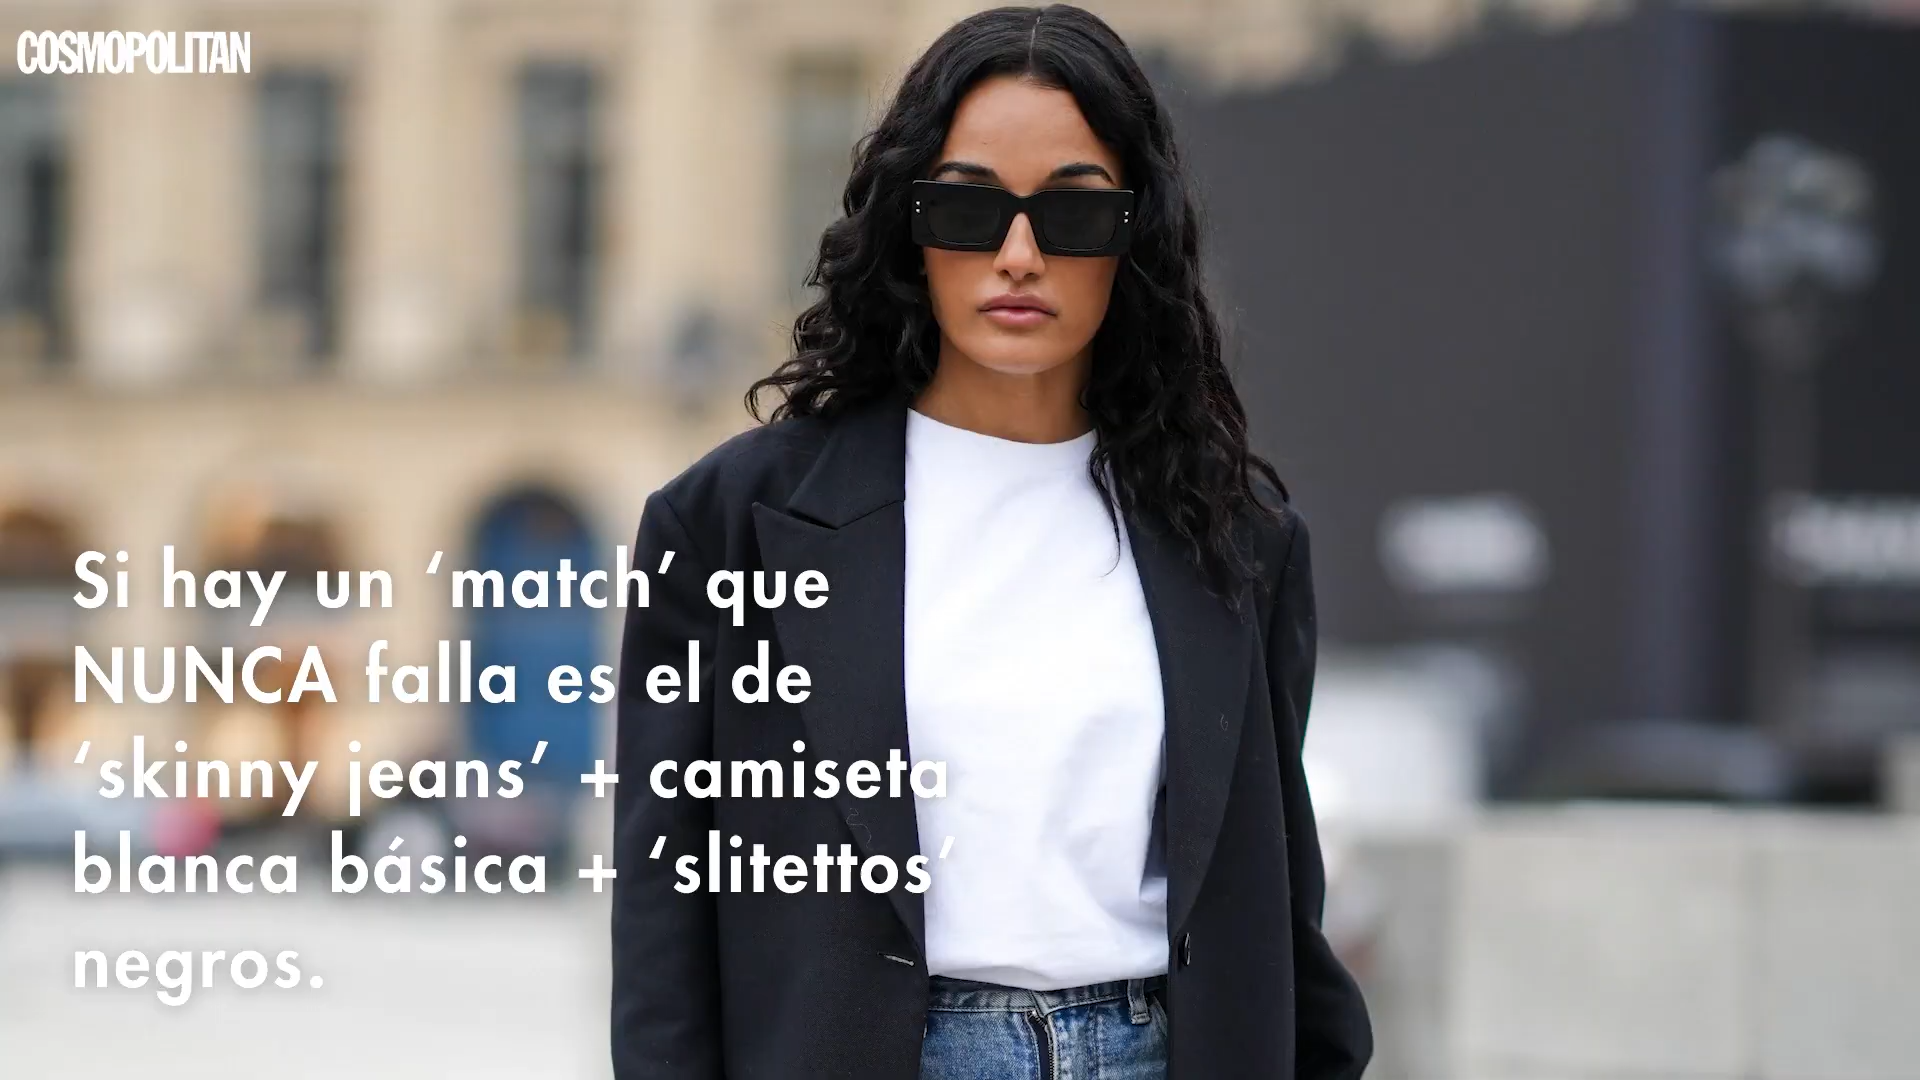 COSMOPOLITAN
Si hay un ‘match’ que
NUNCA falla es el de
‘skinny jeans’ + camiseta
blanca básica + ‘slitettos’
negros.